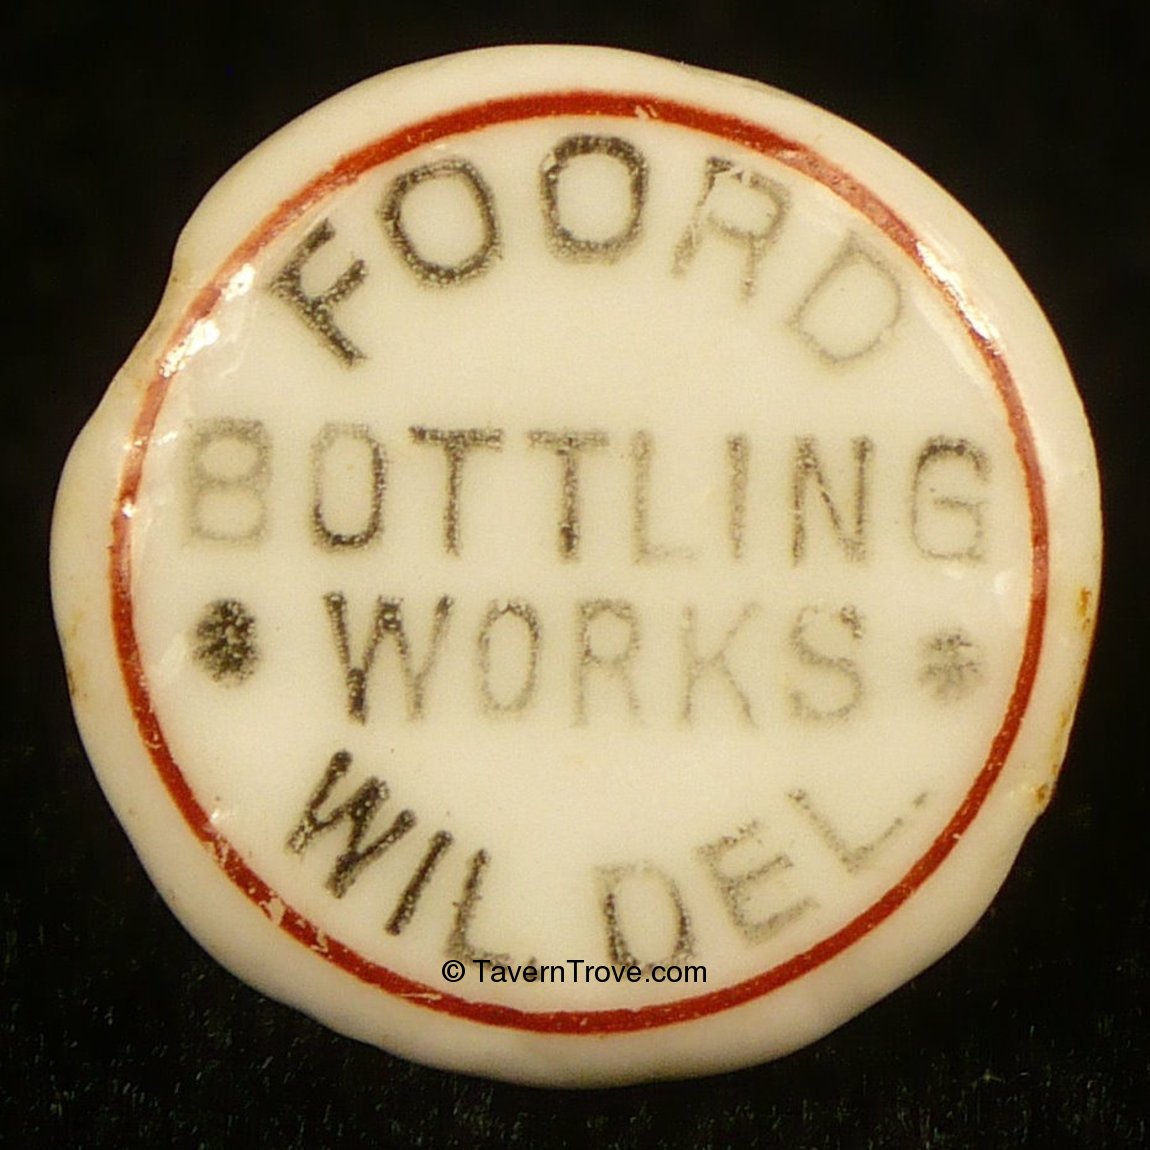 FOORD
BOTTLING
* WORKS *
WIL. DEL.
© TavernTrove.com